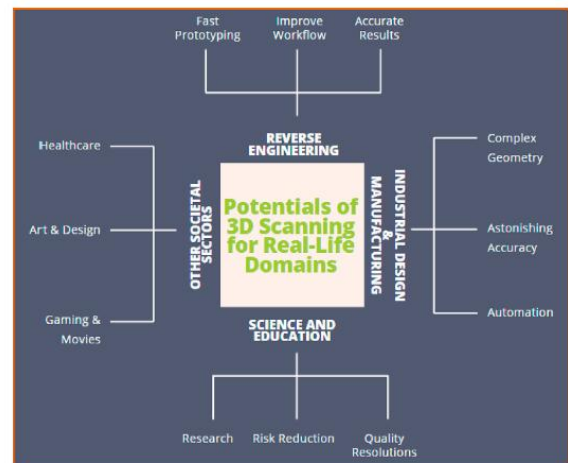 Fast
Prototyping
Improve
Workflow
Accurate
Results
REVERSE
ENGINEERING
Healthcare
Art & Design
Gaming &
Movies
OTHER SOCIETAL
SECTORS
Potentials of
3D Scanning
for Real-Life
Domains
INDUSTRIAL DESIGN
&
MANUFACTURING
Complex
Geometry
Astonishing
Accuracy
Automation
SCIENCE AND
EDUCATION
Research
Risk Reduction
Quality
Resolutions